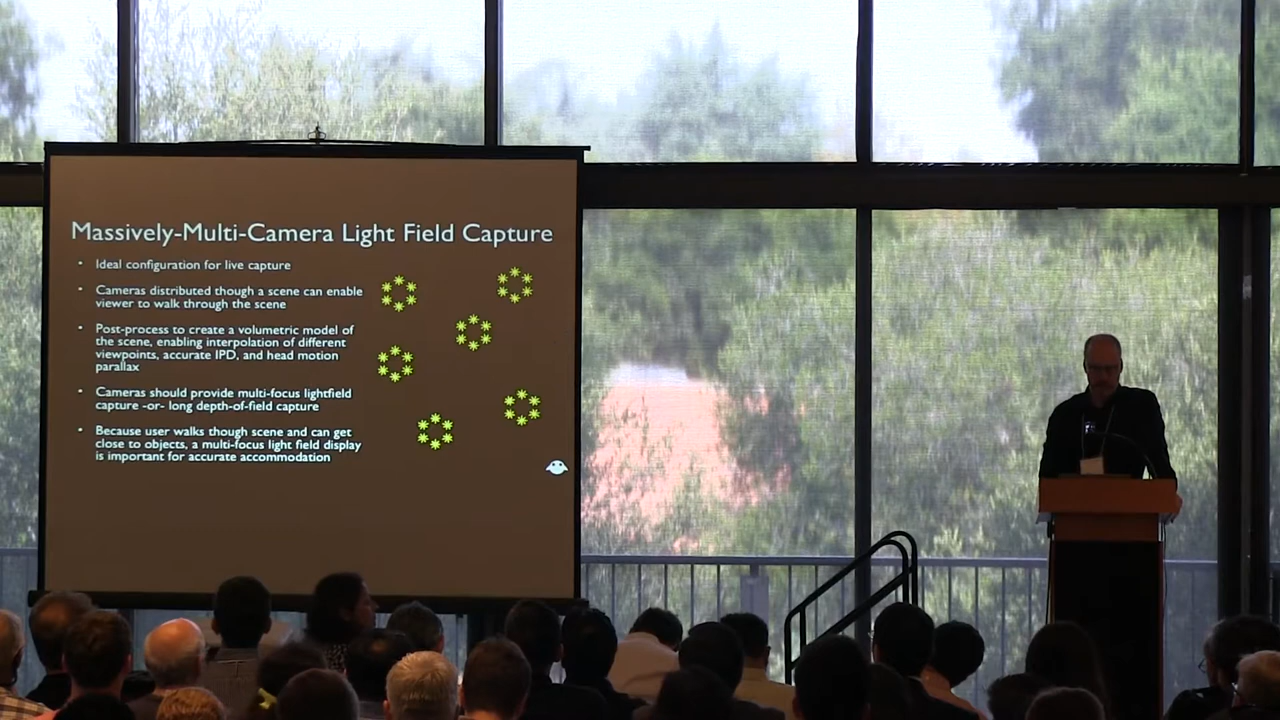 Massively-Multi-Camera Light Field Capture
Ideal configuration for live capture
Cameras distributed though a scene can enable
viewer to walk through the scene
Post-process to create a volumetric model of
the scene, enabling interpolation of different
viewpoints, accurate IPD, and head motion
parallax
Cameras should provide multi-focus lightfield
capture -or- long depth-of-field capture
Because user walks though scene and can get
close to objects, a multi-focus light field display
is important for accurate accommodation